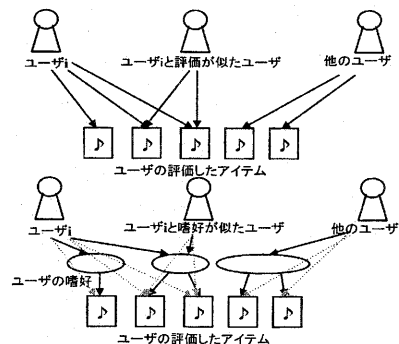 ユーザi
ユーザiと評価が似たユーザ
他のユーザ
ユーザの評価したアイテム
ユーザi
ユーザiと嗜好が似たユーザ
他のユーザ
ユーザの嗜好
ユーザの評価したアイテム